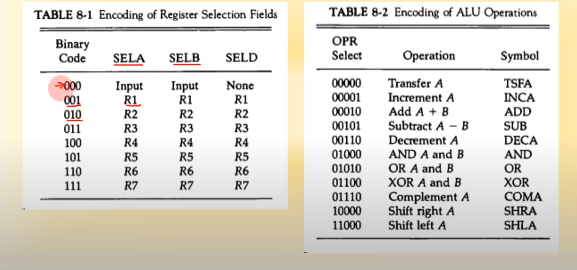 TABLE 8-1 Encoding of Register Selection Fields
Binary
Code SELA SELB SELD
000 Input Input None
001 R1 R1 R1
010 R2 R2 R2
011 R3 R3 R3
100 R4 R4 R4
101 R5 R5 R5
110 R6 R6 R6
111 R7 R7 R7
TABLE 8-2 Encoding of ALU Operations
OPR
Select Operation Symbol
00000 Transfer A TSFA
00001 Increment A INCA
00010 Add A + B ADD
00101 Subtract A − B SUB
00110 Decrement A DECA
01000 AND A and B AND
01010 OR A and B OR
01100 XOR A and B XOR
01110 Complement A COMA
10000 Shift right A SHRA
11000 Shift left A SHLA